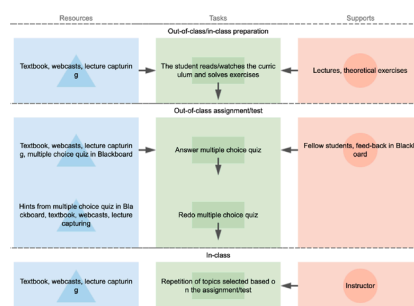 Resources
Tasks
Supports
Out-of-class/in-class preparation
Textbook, webcasts, lecture capturin
g
The student reads/watches the curric
ulum and solves exercises
Lectures, theoretical exercises
Out-of-class assignment/test
Textbook, webcasts, lecture capturin
g, multiple choice quiz in Blackboard
Answer multiple choice quiz
Fellow students, feed-back in Blackb
oard
Hints from multiple choice quiz in Bla
ckboard, textbook, webcasts, lecture
capturing
Redo multiple choice quiz
In-class
Textbook, webcasts, lecture capturin
g
Repetition of topics selected based o
n the assignment/test
Instructor